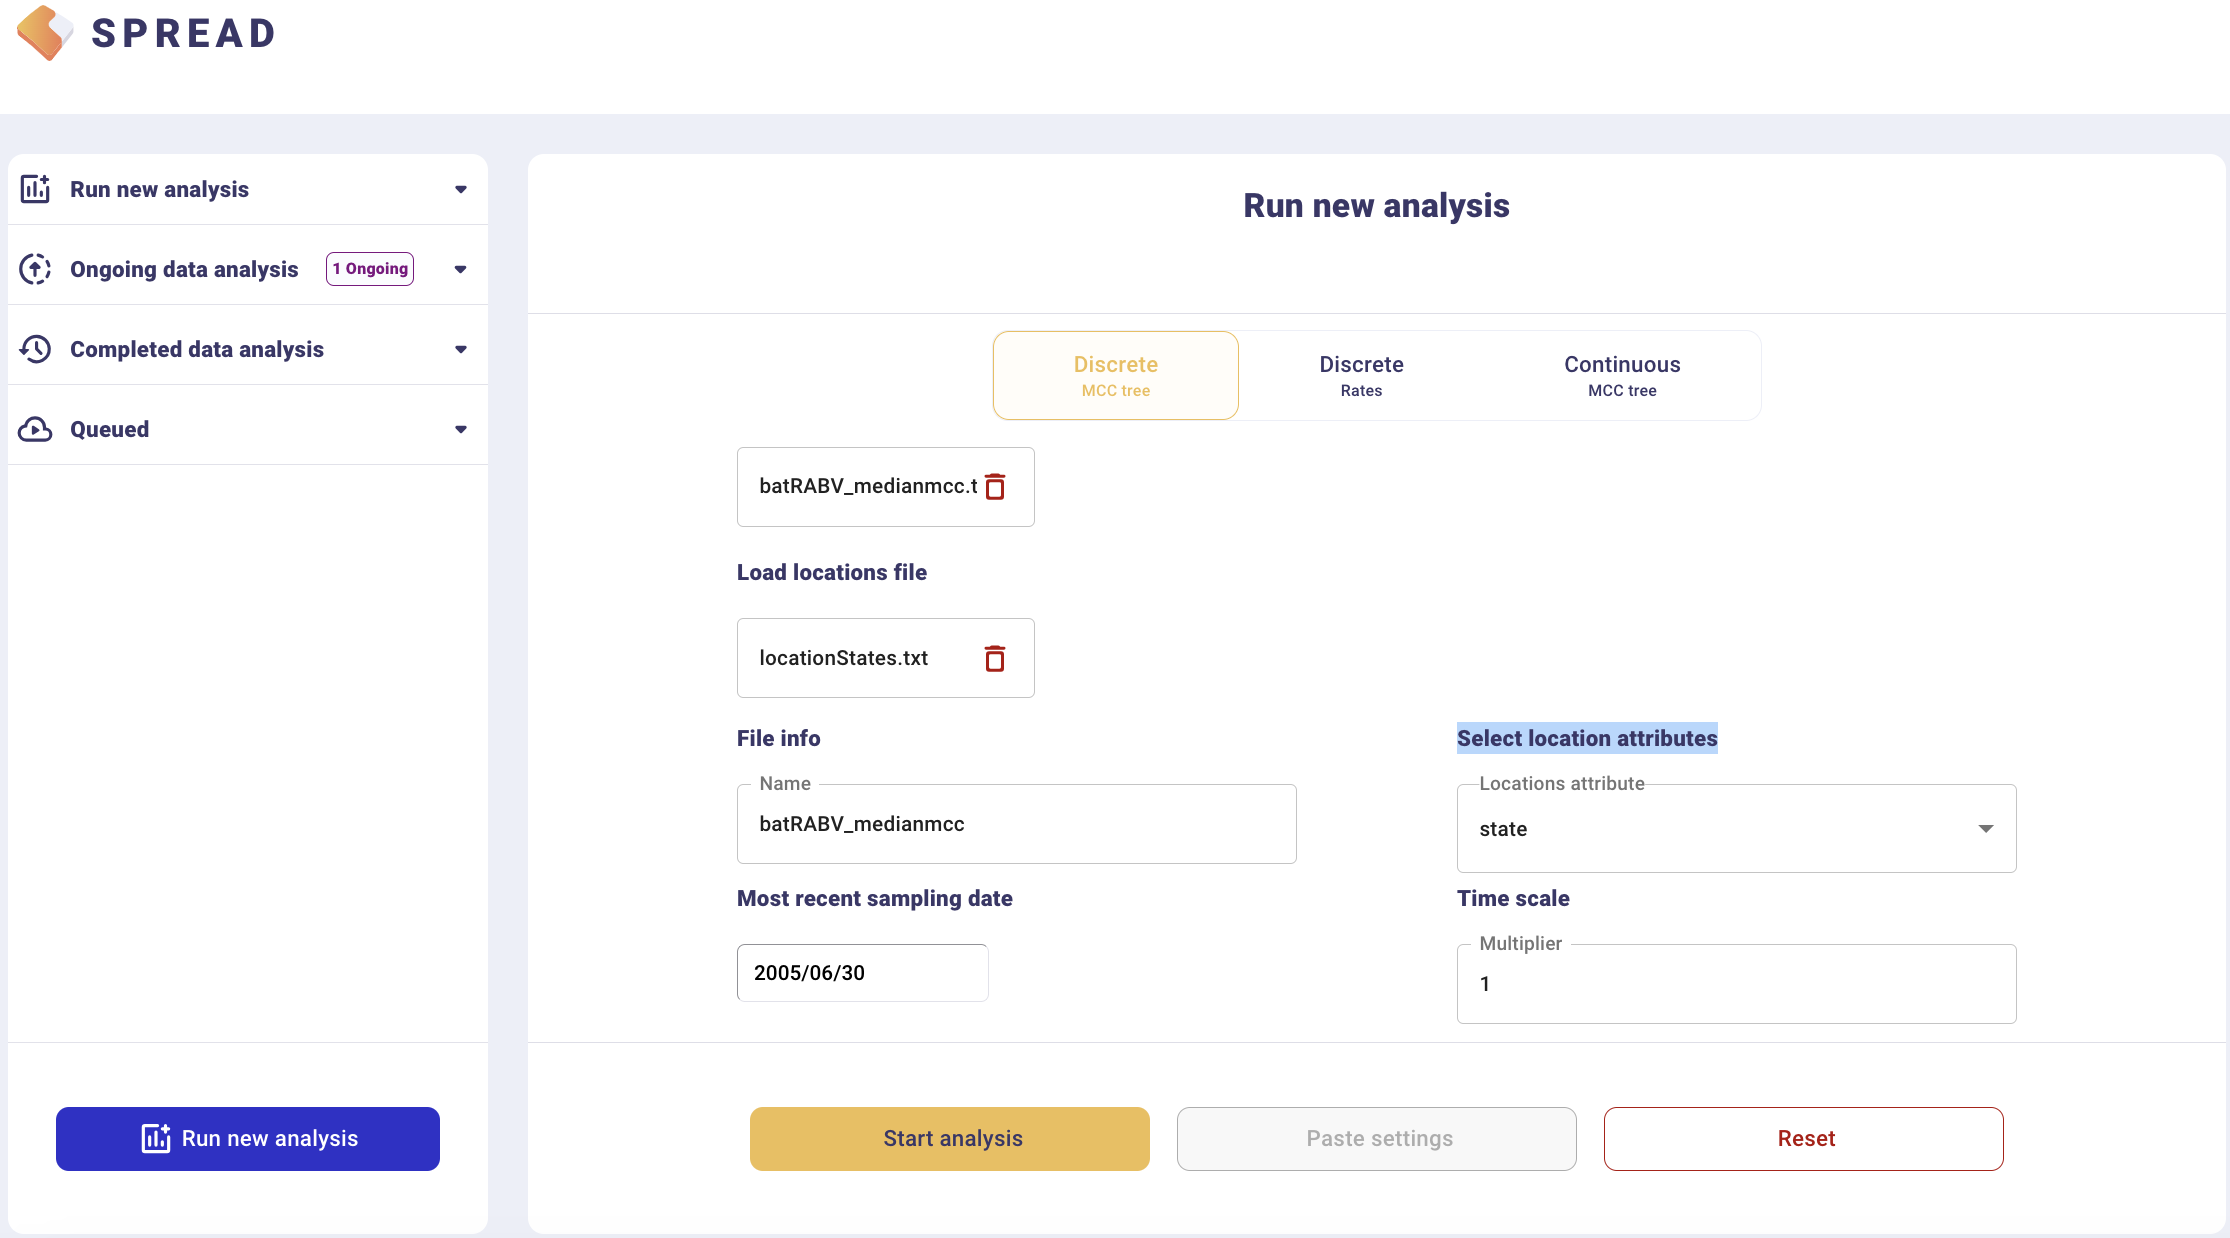 SPREAD
Run new analysis
Ongoing data analysis
1 Ongoing
Completed data analysis
Queued
Run new analysis
Run new analysis
Discrete
MCC tree
Discrete
Rates
Continuous
MCC tree
batRABV_medianmcc.t
Load locations file
locationStates.txt
File info
Name
batRABV_medianmcc
Select location attributes
Locations attribute
state
Most recent sampling date
2005/06/30
Time scale
Multiplier
1
Start analysis
Paste settings
Reset